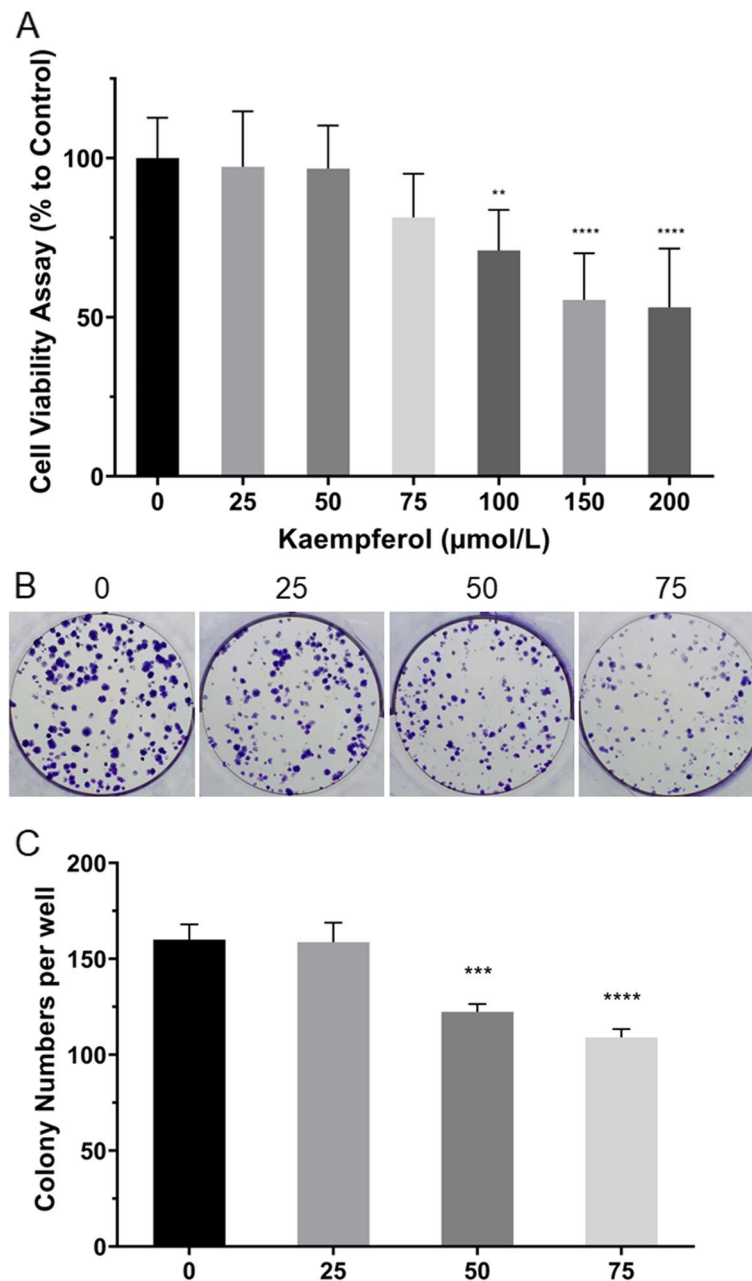 A
Cell Viability Assay (% to Control)
100
50
0
**
****
****
0 25 50 75 100 150 200
Kaempferol (µmol/L)
B
0 25 50 75
C
Colony Numbers per well
200
150
100
50
0
***
****
0 25 50 75